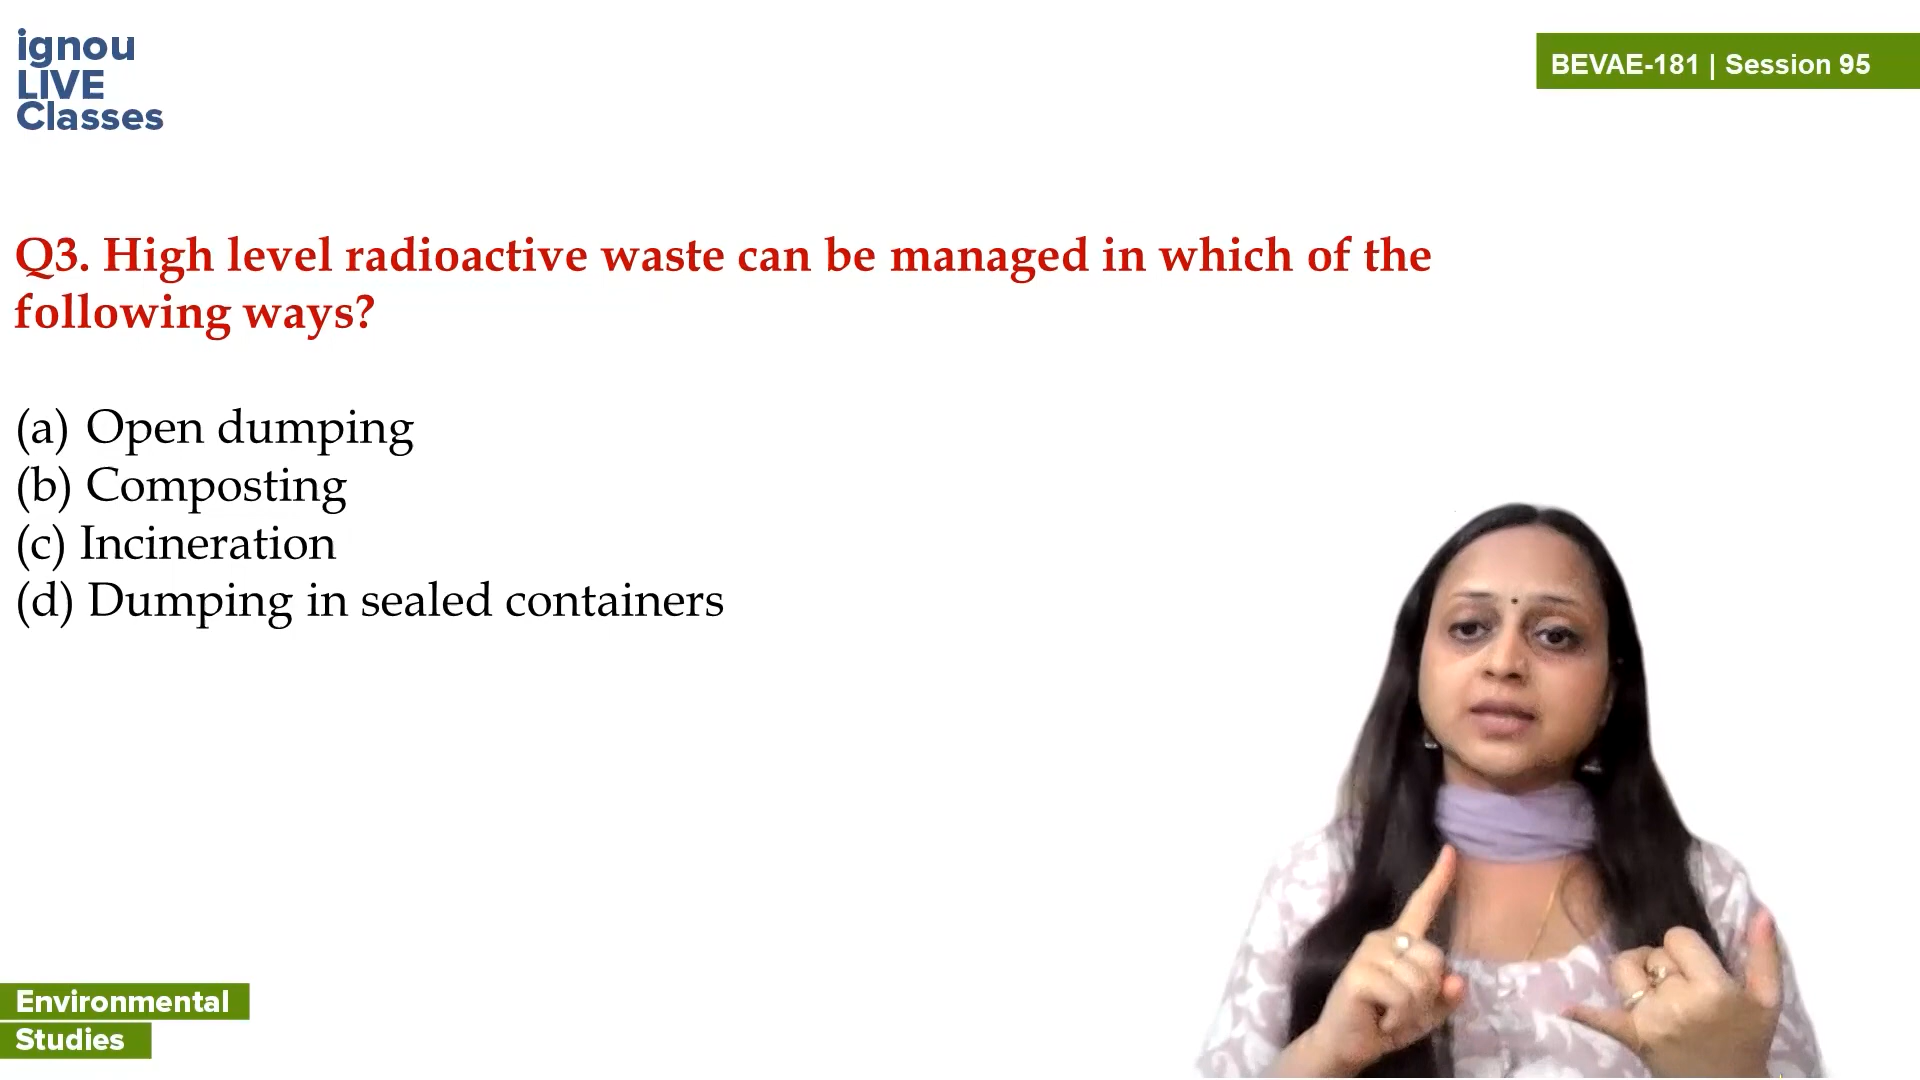 ignou
LIVE
Classes
BEVAE-181 | Session 95
Q3. High level radioactive waste can be managed in which of the
following ways?
(a) Open dumping
(b) Composting
(c) Incineration
(d) Dumping in sealed containers
Environmental
Studies